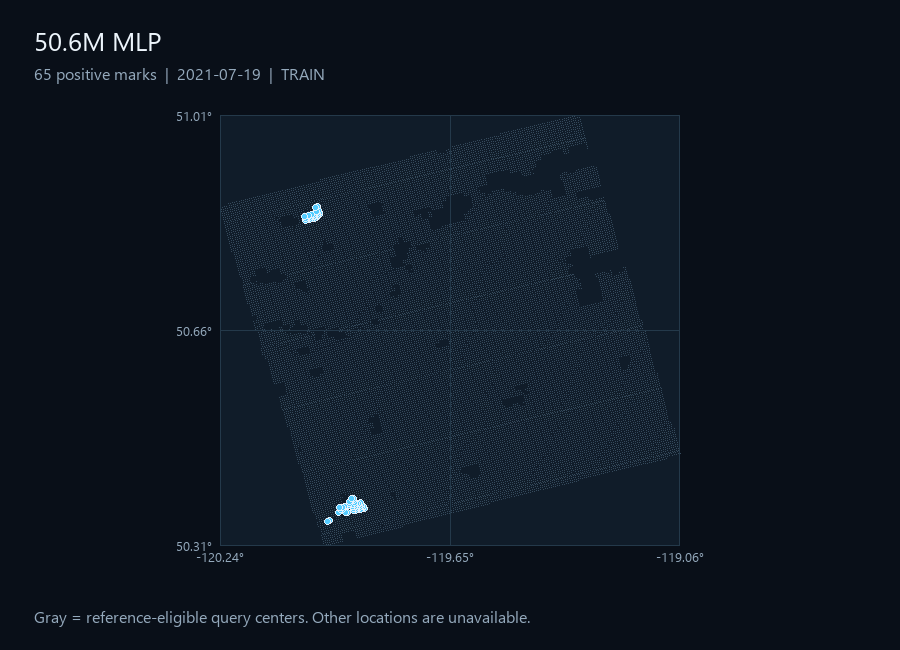 50.6M MLP
65 positive marks | 2021-07-19 | TRAIN
51.01°
50.66°
50.31°
-120.24° -119.65° -119.06°
Gray = reference-eligible query centers. Other locations are unavailable.